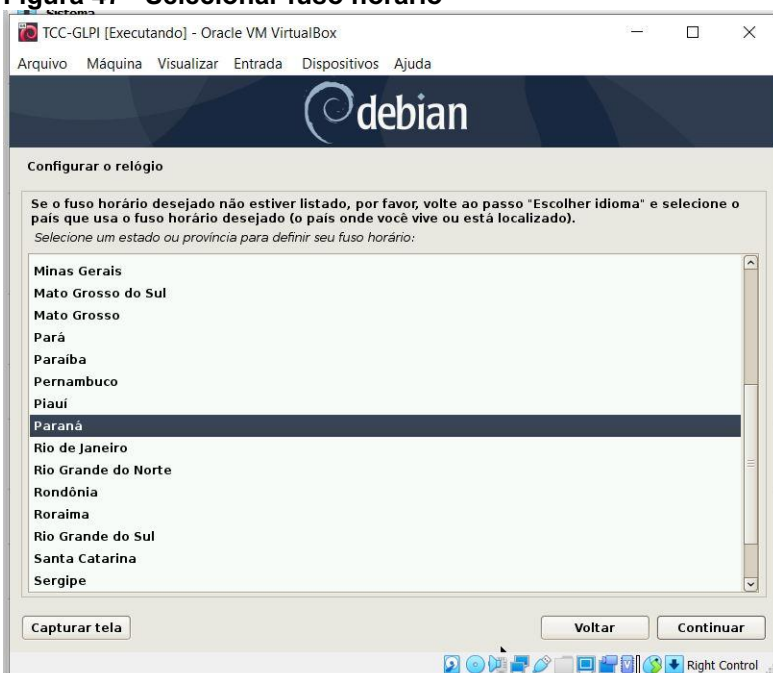 Figura 47 - Selecionar fuso horário
Sistema
TCC-GLPI [Executando] - Oracle VM VirtualBox
Arquivo Máquina Visualizar Entrada Dispositivos Ajuda
debian
Configurar o relógio
Se o fuso horário desejado não estiver listado, por favor, volte ao passo "Escolher idioma" e selecione o
país que usa o fuso horário desejado (o país onde você vive ou está localizado).
Selecione um estado ou província para definir seu fuso horário:
Minas Gerais
Mato Grosso do Sul
Mato Grosso
Pará
Paraíba
Pernambuco
Piauí
Paraná
Rio de Janeiro
Rio Grande do Norte
Rondônia
Roraima
Rio Grande do Sul
Santa Catarina
Sergipe
Capturar tela Voltar Continuar
Right Control